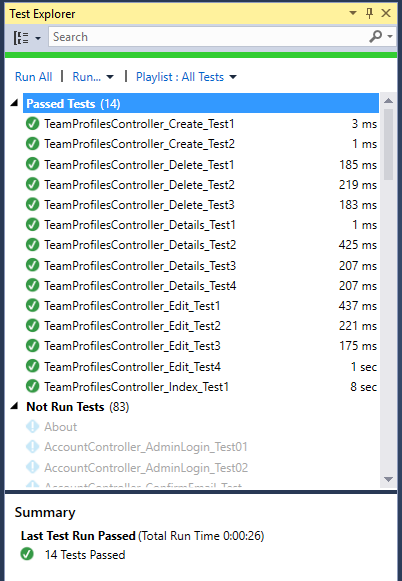 Test Explorer
Search
Run All | Run... | Playlist : All Tests
Passed Tests (14)
TeamProfilesController_Create_Test1 3 ms
TeamProfilesController_Create_Test2 1 ms
TeamProfilesController_Delete_Test1 185 ms
TeamProfilesController_Delete_Test2 219 ms
TeamProfilesController_Delete_Test3 183 ms
TeamProfilesController_Details_Test1 1 ms
TeamProfilesController_Details_Test2 425 ms
TeamProfilesController_Details_Test3 207 ms
TeamProfilesController_Details_Test4 207 ms
TeamProfilesController_Edit_Test1 437 ms
TeamProfilesController_Edit_Test2 221 ms
TeamProfilesController_Edit_Test3 175 ms
TeamProfilesController_Edit_Test4 1 sec
TeamProfilesController_Index_Test1 8 sec
Not Run Tests (83)
About
AccountController_AdminLogin_Test01
AccountController_AdminLogin_Test02
AccountController_ConfirmEmail_Test
Summary
Last Test Run Passed (Total Run Time 0:00:26)
14 Tests Passed